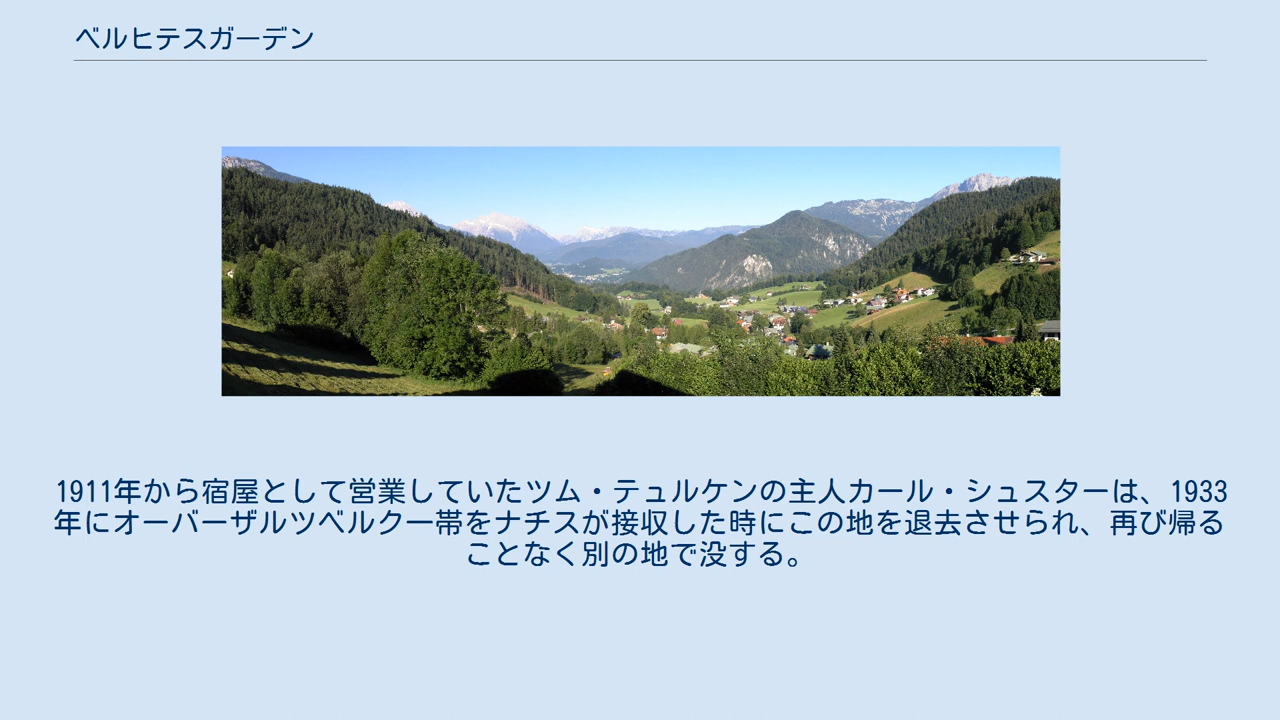 ベルヒテスガーデン
1911年から宿屋として営業していたツム・テュルケンの主人カール・シュスターは、1933
年にオーバーザルツベルク一帯をナチスが接収した時にこの地を退去させられ、再び帰る
ことなく別の地で没する。